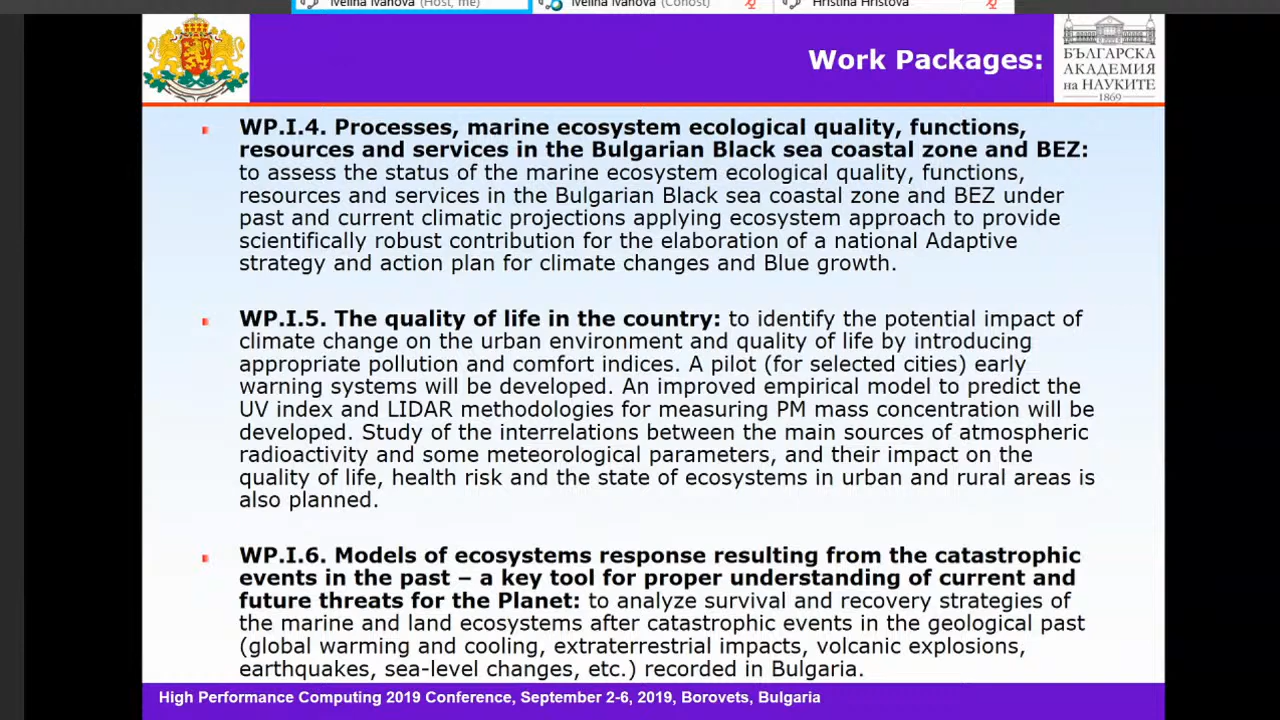 Ivelina Ivanova (Host, me)
Ivelina Ivanova (Cohost)
Hristina Hristova
Work Packages:
БЪЛГАРСКА
АКАДЕМИЯ
на НАУКИТЕ
1869
WP.I.4. Processes, marine ecosystem ecological quality, functions,
resources and services in the Bulgarian Black sea coastal zone and BEZ:
to assess the status of the marine ecosystem ecological quality, functions,
resources and services in the Bulgarian Black sea coastal zone and BEZ under
past and current climatic projections applying ecosystem approach to provide
scientifically robust contribution for the elaboration of a national Adaptive
strategy and action plan for climate changes and Blue growth.
WP.I.5. The quality of life in the country: to identify the potential impact of
climate change on the urban environment and quality of life by introducing
appropriate pollution and comfort indices. A pilot (for selected cities) early
warning systems will be developed. An improved empirical model to predict the
UV index and LIDAR methodologies for measuring PM mass concentration will be
developed. Study of the interrelations between the main sources of atmospheric
radioactivity and some meteorological parameters, and their impact on the
quality of life, health risk and the state of ecosystems in urban and rural areas is
also planned.
WP.I.6. Models of ecosystems response resulting from the catastrophic
events in the past – a key tool for proper understanding of current and
future threats for the Planet: to analyze survival and recovery strategies of
the marine and land ecosystems after catastrophic events in the geological past
(global warming and cooling, extraterrestrial impacts, volcanic explosions,
earthquakes, sea-level changes, etc.) recorded in Bulgaria.
High Performance Computing 2019 Conference, September 2-6, 2019, Borovets, Bulgaria